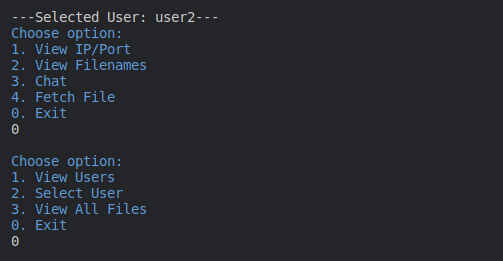 ---Selected User: user2---
Choose option:
1. View IP/Port
2. View Filenames
3. Chat
4. Fetch File
0. Exit
0
Choose option:
1. View Users
2. Select User
3. View All Files
0. Exit
0